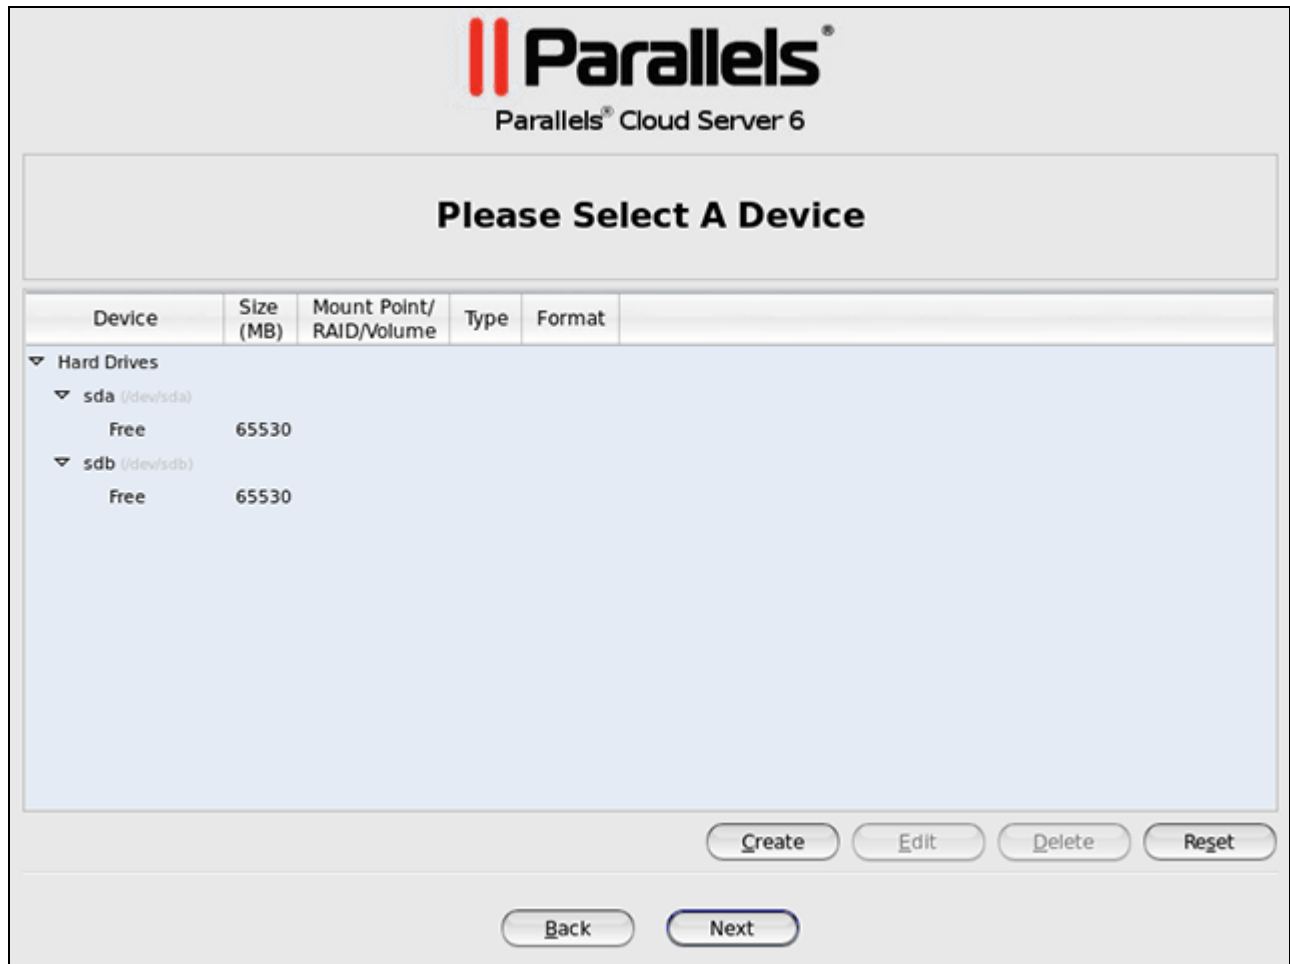 Parallels®
Parallels® Cloud Server 6
Please Select A Device
Device Size (MB) Mount Point/ RAID/Volume Type Format
Hard Drives
sda (/dev/sda)
Free 65530
sdb (/dev/sdb)
Free 65530
Create Edit Delete Reset
Back Next